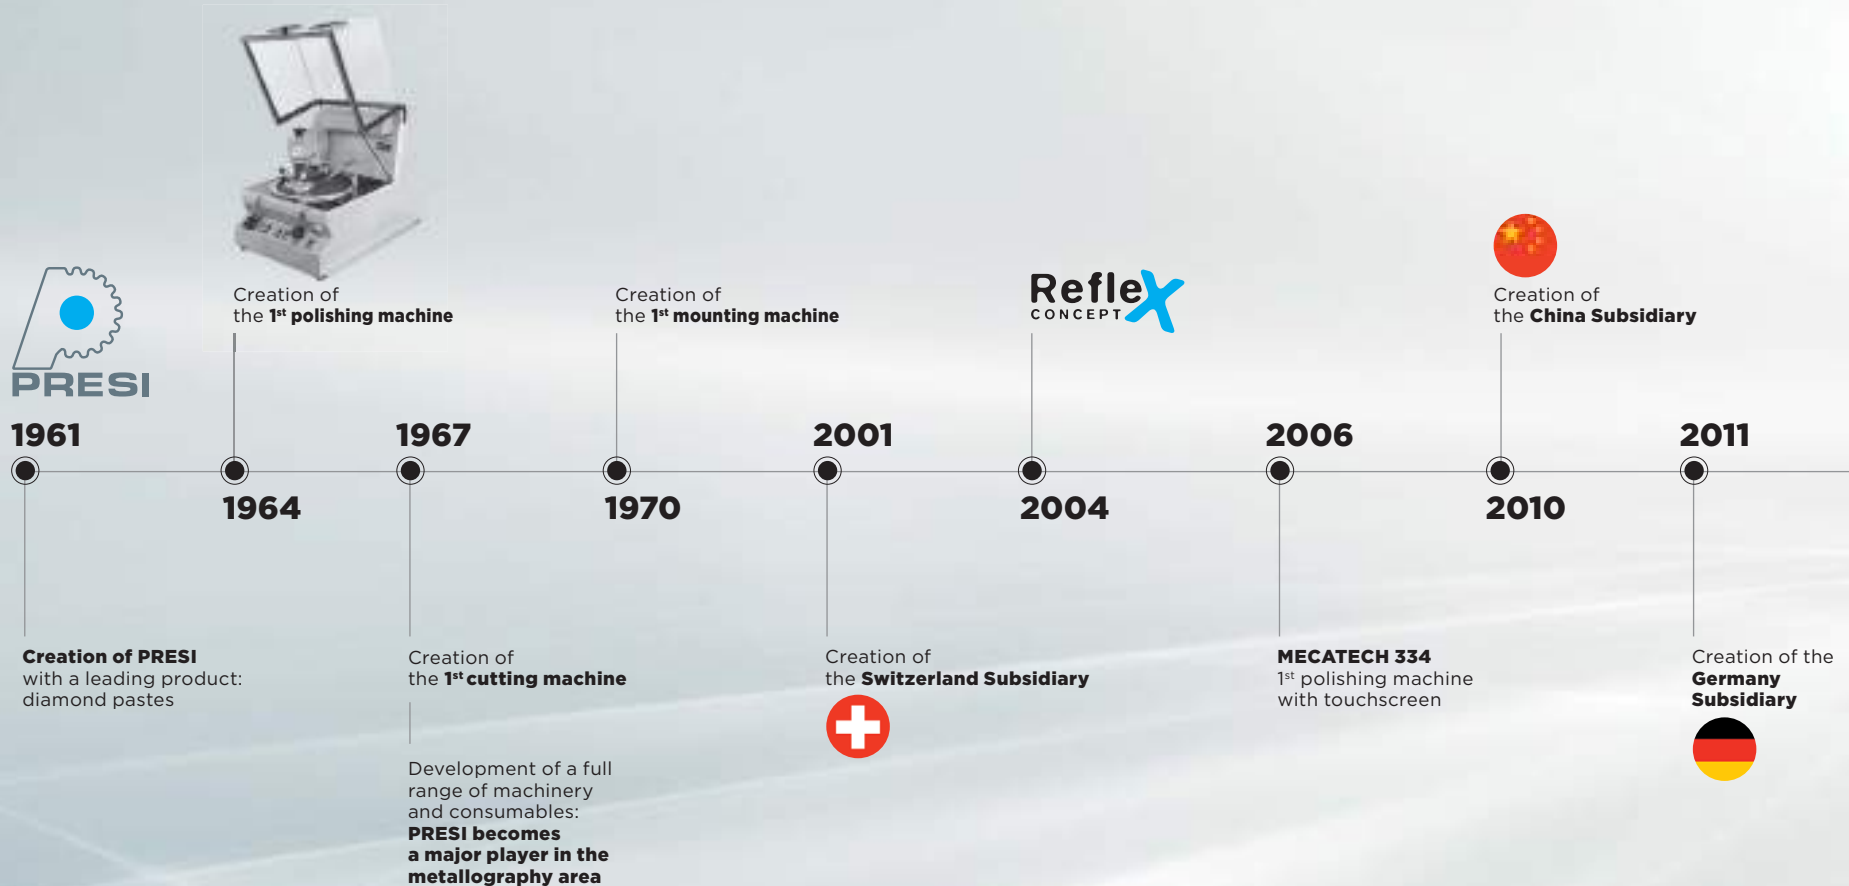 PRESI
1961
Creation of PRESI
with a leading product:
diamond pastes
Creation of
the 1st polishing machine
1964
1967
Creation of
the 1st cutting machine
Development of a full
range of machinery
and consumables:
PRESI becomes
a major player in the
metallography area
Creation of
the 1st mounting machine
1970
2001
Creation of
the Switzerland Subsidiary
Reflex
CONCEPT
2004
2006
MECATECH 334
1st polishing machine
with touchscreen
Creation of
the China Subsidiary
2010
2011
Creation of the
Germany
Subsidiary